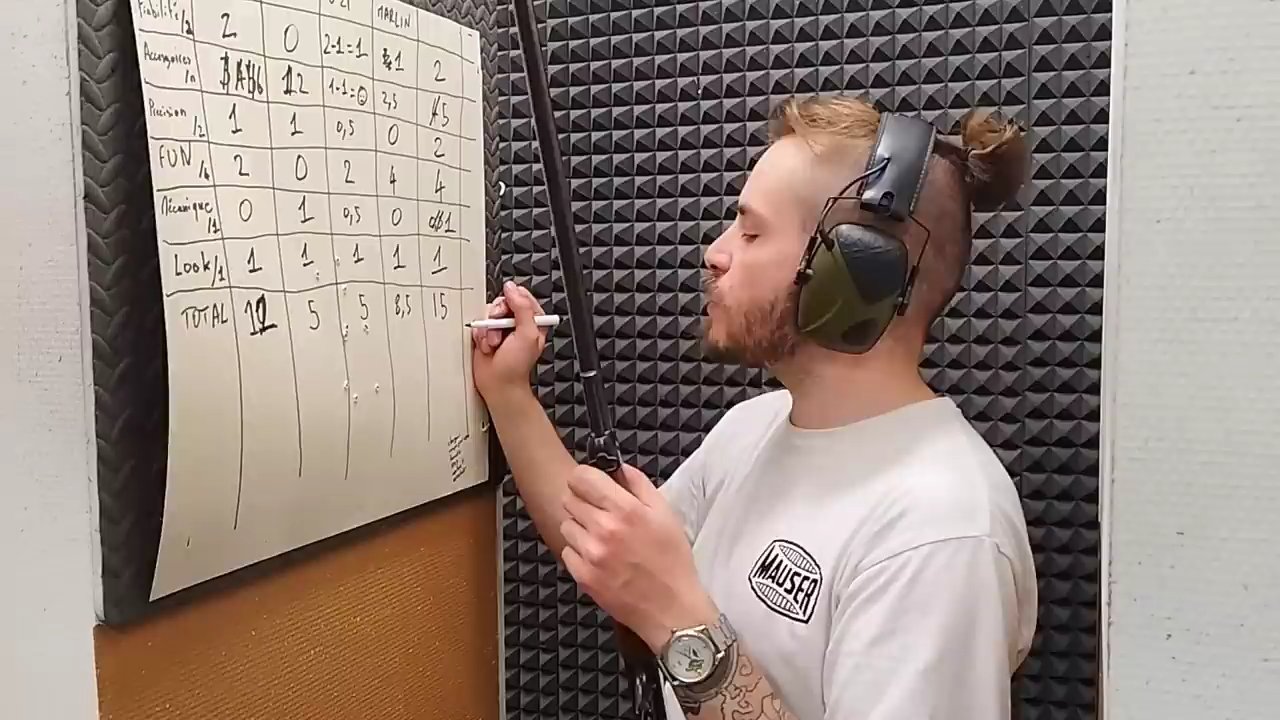 MARLIN
Fiabilité/2 2 0 2-1=1 1 2
Accessoires 12 1-1=0 2,5 5
Précision/2 1 1 0,5 0 2
FUN 2 0 2 4 4
Mécanique/1 0 1 0,5 0 1
Look/1 1 1 1 1 1
TOTAL 12 5 5 8,5 15
MAUSER